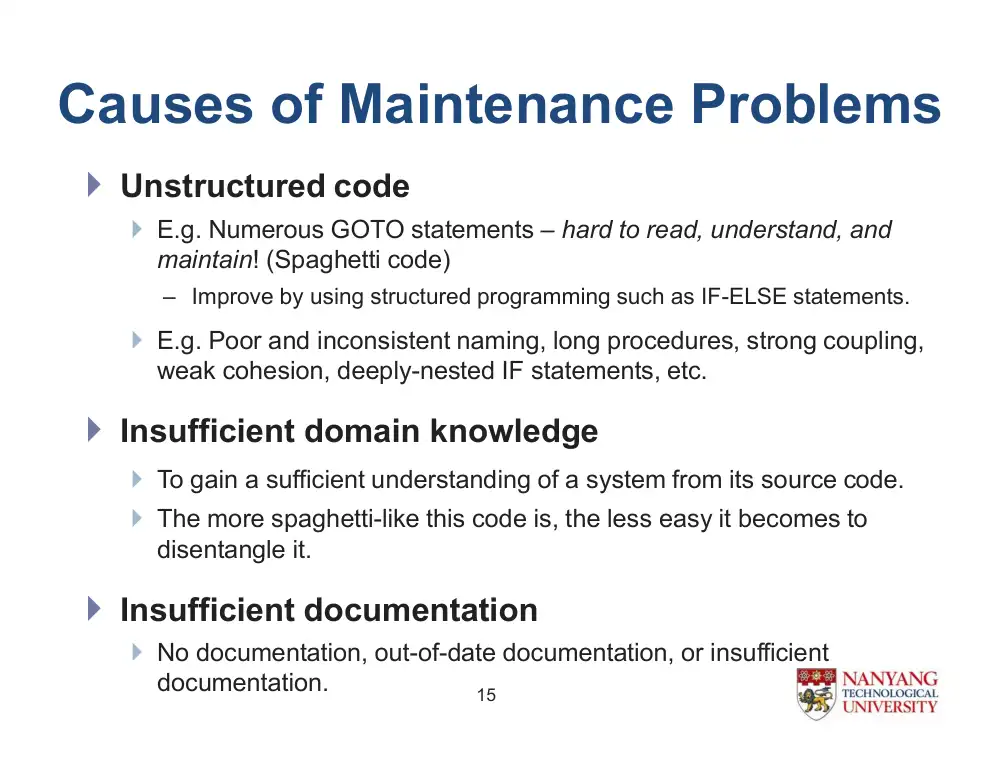 Causes of Maintenance Problems
Unstructured code
E.g. Numerous GOTO statements – hard to read, understand, and
maintain! (Spaghetti code)
– Improve by using structured programming such as IF-ELSE statements.
E.g. Poor and inconsistent naming, long procedures, strong coupling,
weak cohesion, deeply-nested IF statements, etc.
Insufficient domain knowledge
To gain a sufficient understanding of a system from its source code.
The more spaghetti-like this code is, the less easy it becomes to
disentangle it.
Insufficient documentation
No documentation, out-of-date documentation, or insufficient
documentation.
15
NANYANG
TECHNOLOGICAL
UNIVERSITY